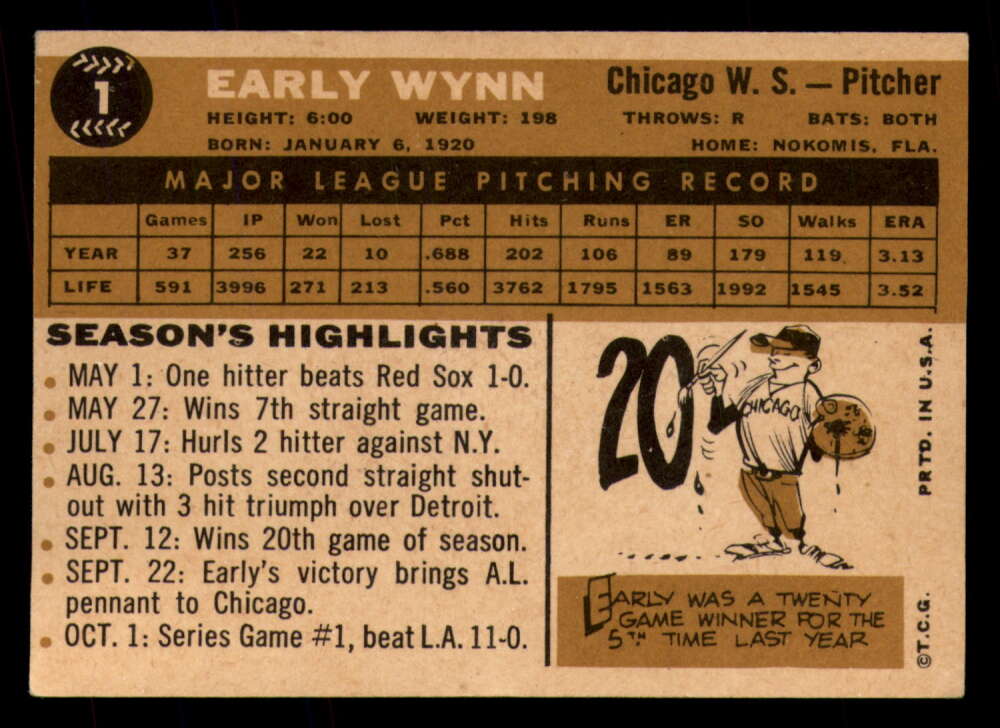 1
EARLY WYNN
Chicago W. S. — Pitcher
HEIGHT: 6:00 WEIGHT: 198 THROWS: R BATS: BOTH
BORN: JANUARY 6, 1920 HOME: NOKOMIS, FLA.
MAJOR LEAGUE PITCHING RECORD
Games IP Won Lost Pct Hits Runs ER SO Walks ERA
YEAR 37 256 22 10 .688 202 106 89 179 119 3.13
LIFE 591 3996 271 213 .560 3762 1795 1563 1992 1545 3.52
SEASON'S HIGHLIGHTS
• MAY 1: One hitter beats Red Sox 1-0.
• MAY 27: Wins 7th straight game.
• JULY 17: Hurls 2 hitter against N.Y.
• AUG. 13: Posts second straight shut-
out with 3 hit triumph over Detroit.
• SEPT. 12: Wins 20th game of season.
• SEPT. 22: Early's victory brings A.L.
pennant to Chicago.
• OCT. 1: Series Game #1, beat L.A. 11-0.
20
CHICAGO
EARLY WAS A TWENTY
GAME WINNER FOR THE
5TH TIME LAST YEAR
©T.C.G. PRTD. IN U.S.A.